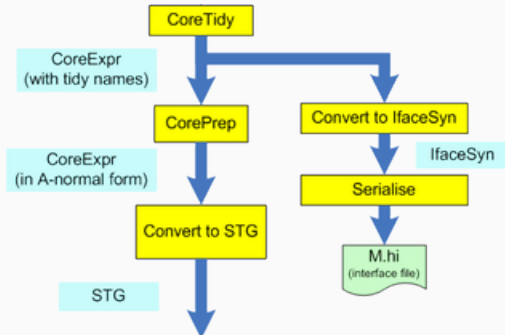 CoreTidy
CoreExpr
(with tidy names)
CorePrep
Convert to IfaceSyn
CoreExpr
(in A-normal form)
IfaceSyn
Serialise
Convert to STG
M.hi
(interface file)
STG